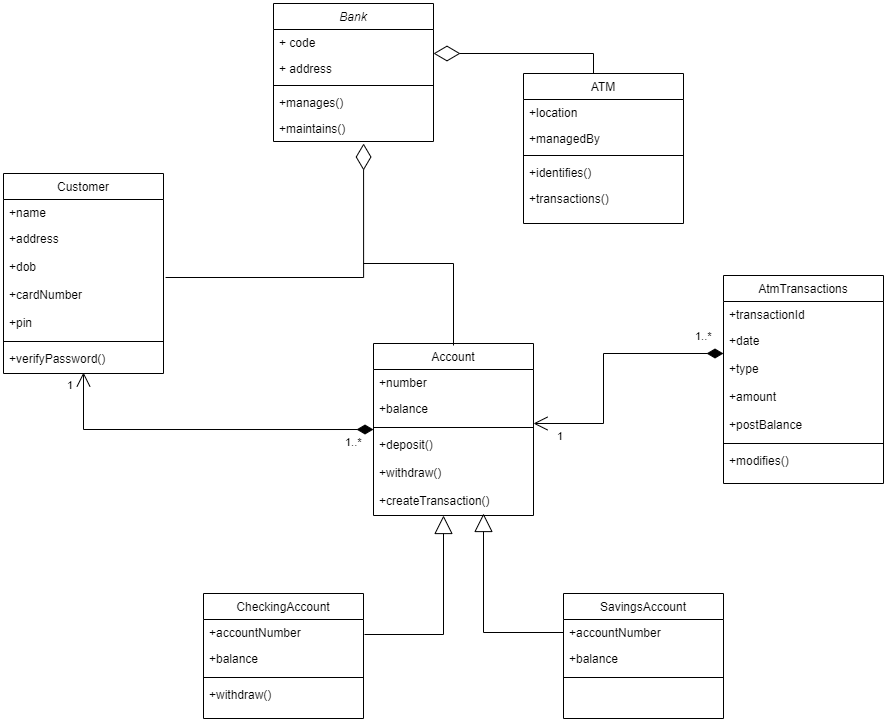 Bank
+ code
+ address
+manages()
+maintains()
ATM
+location
+managedBy
+identifies()
+transactions()
Customer
+name
+address
+dob
+cardNumber
+pin
+verifyPassword()
1
1..*
Account
+number
+balance
+deposit()
+withdraw()
+createTransaction()
1
1..*
AtmTransactions
+transactionId
+date
+type
+amount
+postBalance
+modifies()
CheckingAccount
+accountNumber
+balance
+withdraw()
SavingsAccount
+accountNumber
+balance